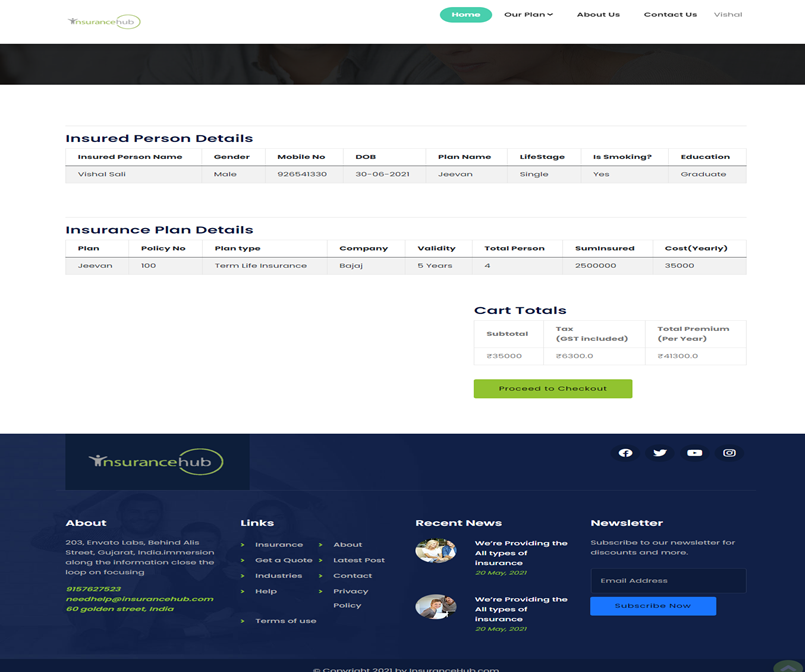 insurancehub
Home Our Plan About Us Contact Us Vishal
Insured Person Details
Insured Person Name Gender Mobile No DOB Plan Name LifeStage Is Smoking? Education
Vishal Sali Male 926541330 30-06-2021 Jeevan Single Yes Graduate
Insurance Plan Details
Plan Policy No Plan type Company Validity Total Person SumInsured Cost(Yearly)
Jeevan 100 Term Life Insurance Bajaj 5 Years 4 2500000 35000
Cart Totals
Subtotal Tax (GST included) Total Premium (Per Year)
₹35000 ₹6300.0 ₹41300.0
Proceed to Checkout
insurancehub
About
203, Envato Labs, Behind Alis
Street, Gujarat, India.immersion
along the information close the
loop on focusing
9157627523
needhelp@insurancehub.com
60 golden street, India
Links
> Insurance > About
> Get a Quote > Latest Post
> Industries > Contact
> Help > Privacy
Policy
> Terms of use
Recent News
We're Providing the
All types of
insurance
20 May, 2021
We're Providing the
All types of
insurance
20 May, 2021
Newsletter
Subscribe to our newsletter for
discounts and more.
Email Address
Subscribe Now
© Copyright 2021 by InsuranceHub.com